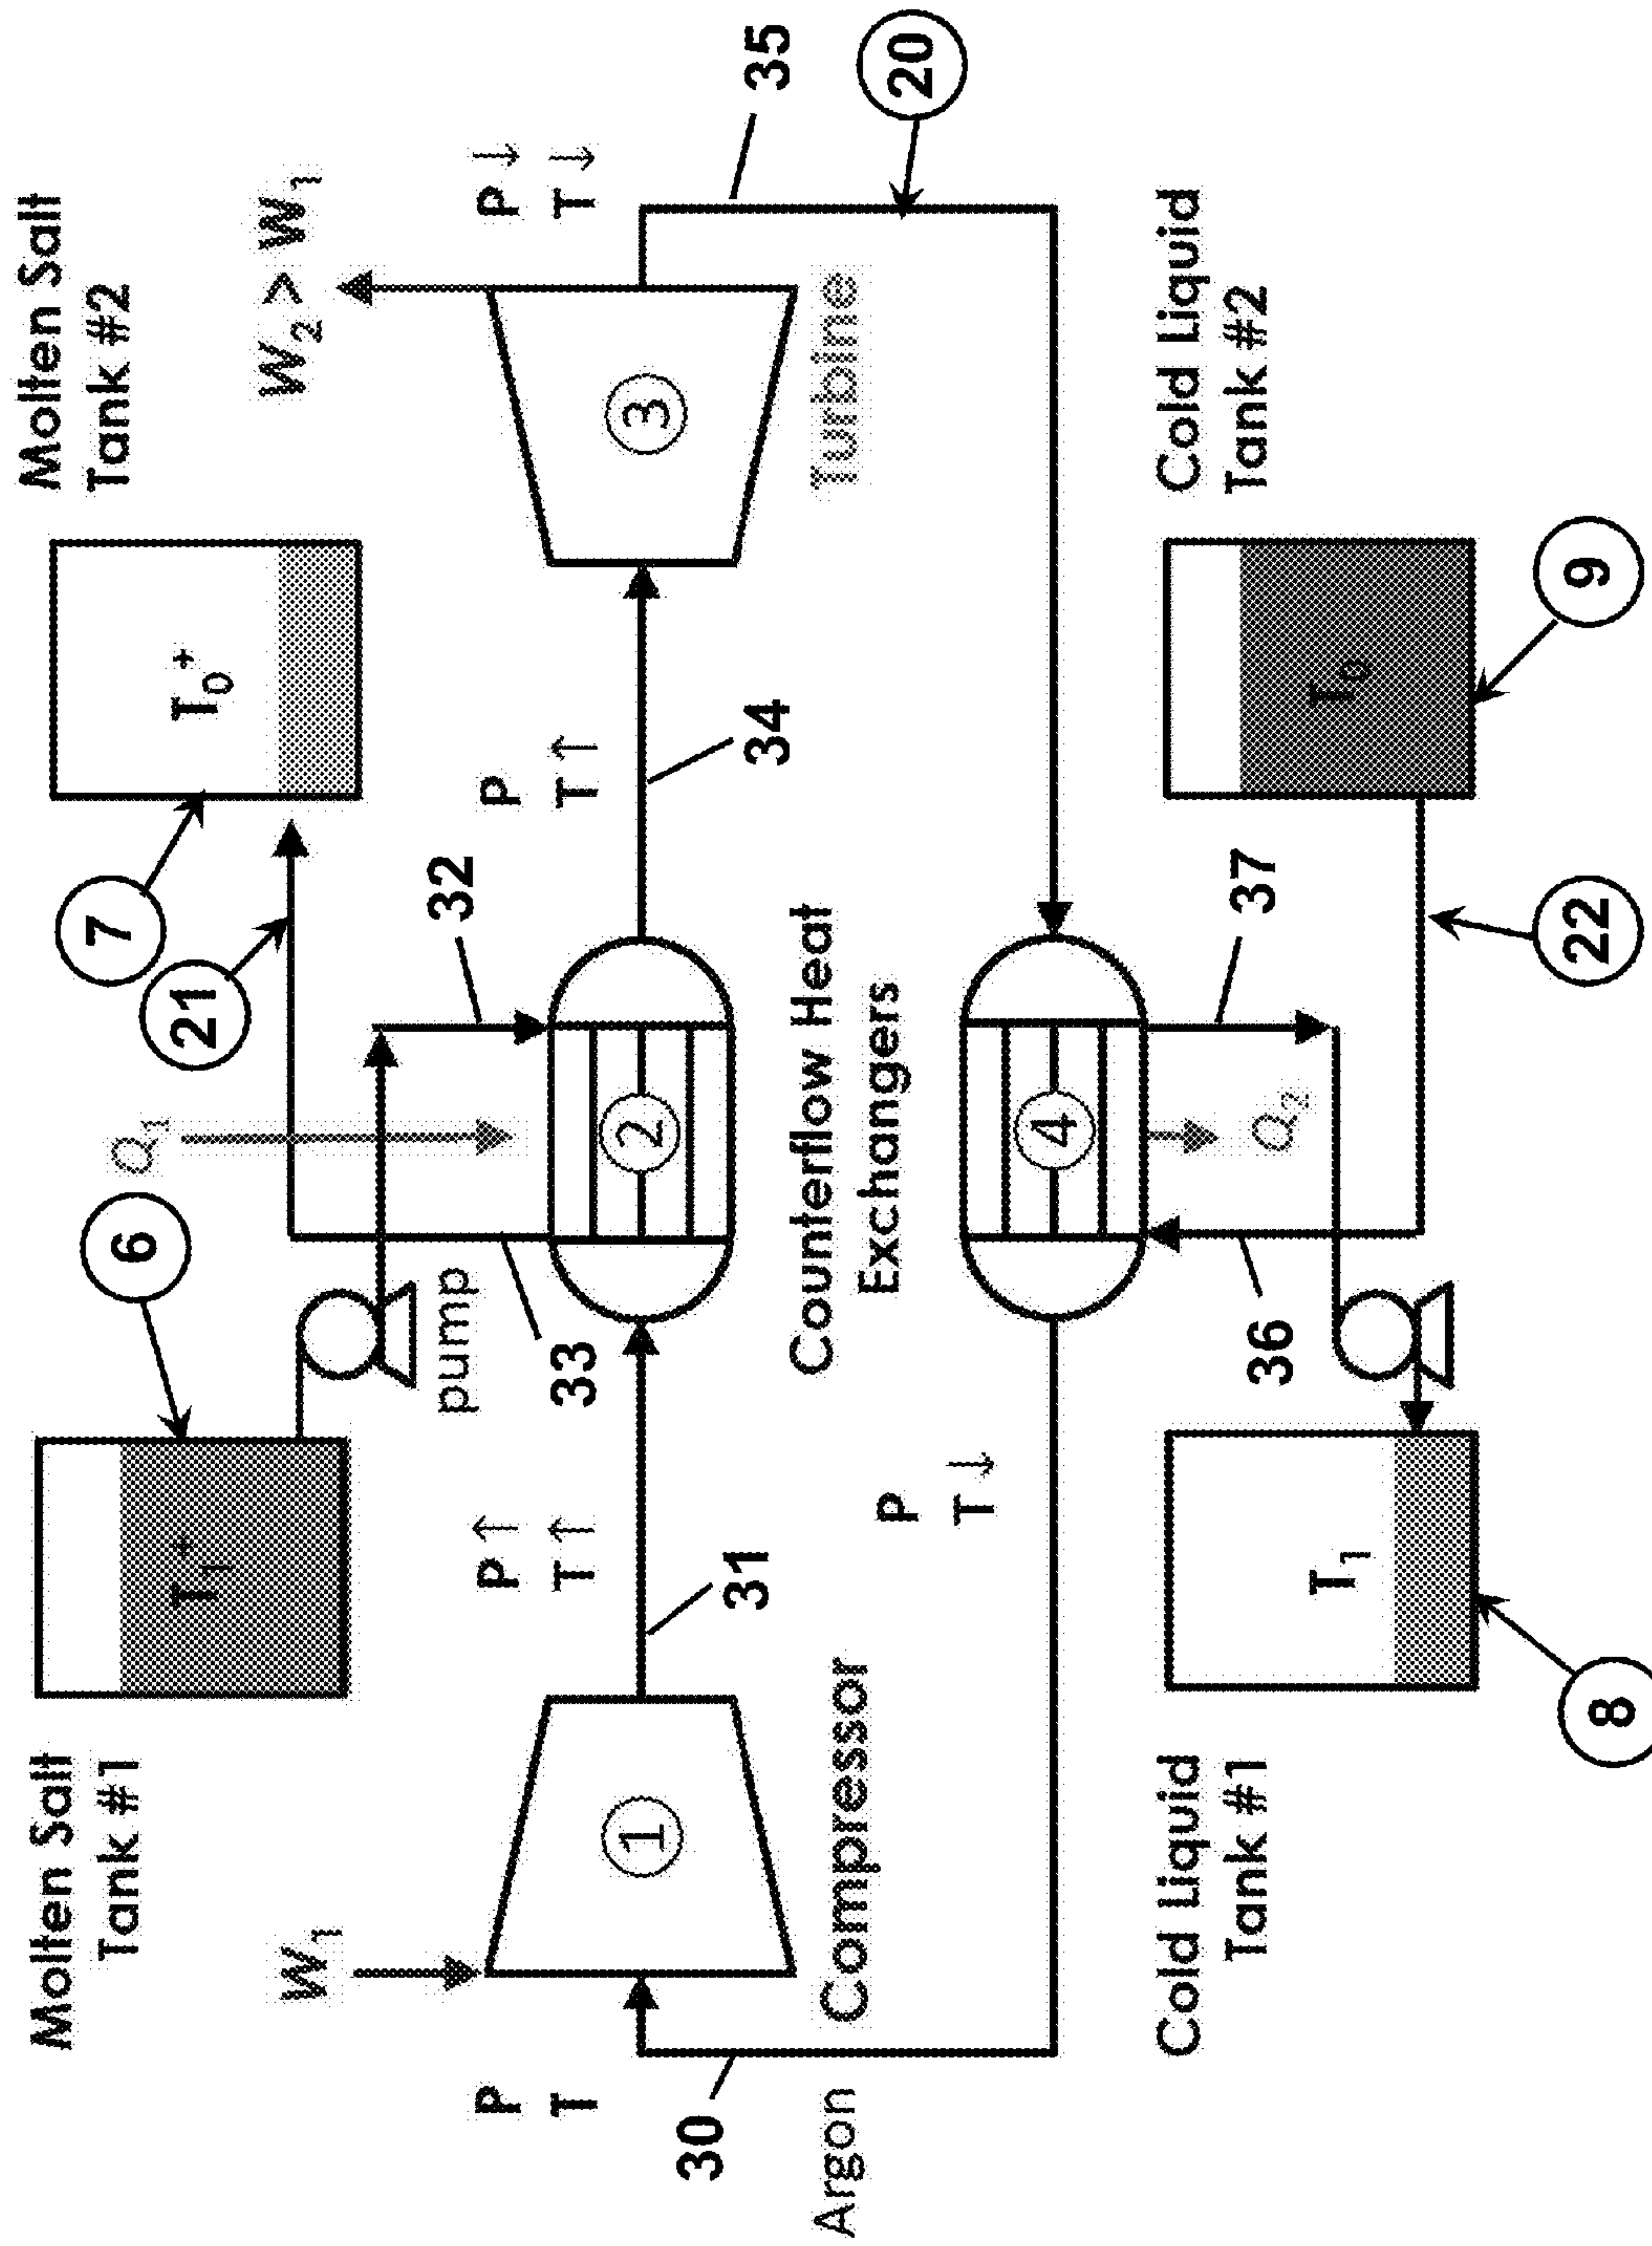 Molten Salt
Tank #1
Molten Salt
Tank #2
6
Q₁
21
7
W₁
W₂ > W₁
pump
33
32
P
T
P↑
T↑
P
T↑
P↓
T↓
1
2
3
30
31
34
35
Argon
Compressor
Counterflow Heat
Exchangers
Turbine
20
P
T↓
4
Cold Liquid
Tank #1
Cold Liquid
Tank #2
36
Q₂
37
T₁⁺
T₀⁺
T₁
T₀
8
22
9